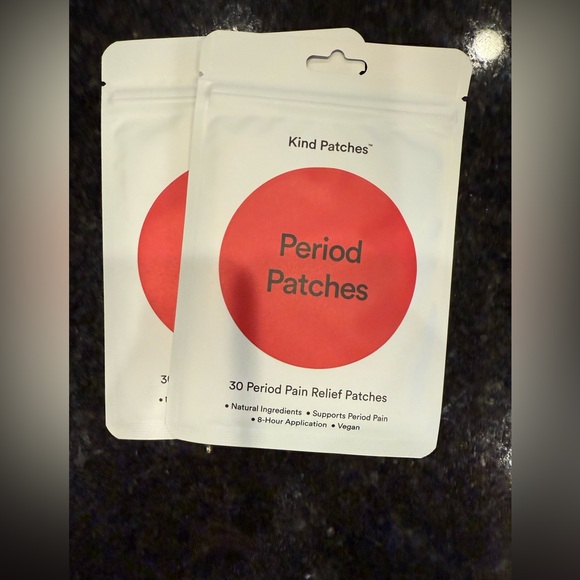 Kind Patches™
Period
Patches
30 Period Pain Relief Patches
• Natural Ingredients • Supports Period Pain
• 8-Hour Application • Vegan